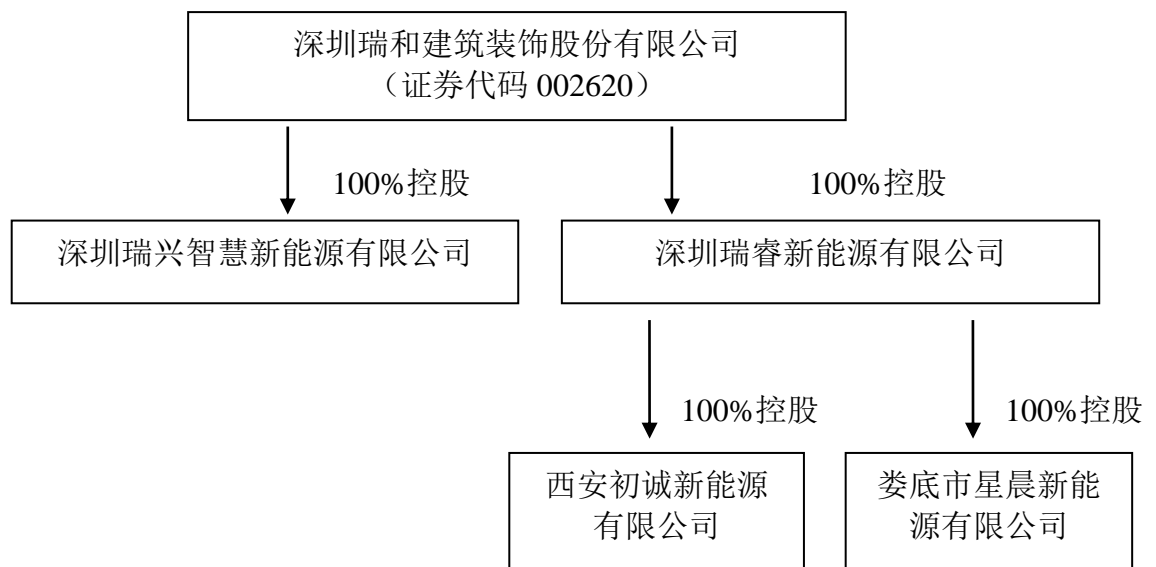 深圳瑞和建筑装饰股份有限公司
（证券代码 002620）
100%控股
100%控股
深圳瑞兴智慧新能源有限公司
深圳瑞睿新能源有限公司
100%控股
100%控股
西安初诚新能源
有限公司
娄底市星晨新能
源有限公司